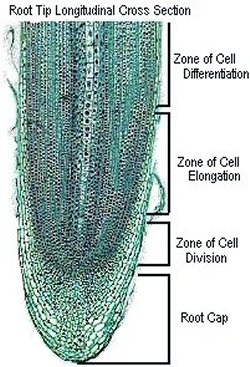 Root Tip Longitudinal Cross Section
Zone of Cell
Differentiation
Zone of Cell
Elongation
Zone of Cell
Division
Root Cap